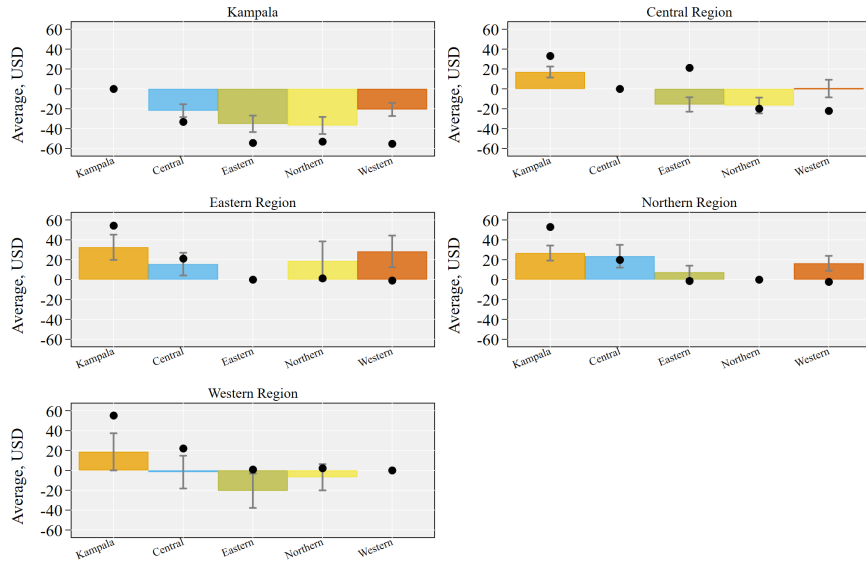 Kampala
Average, USD
60
40
20
0
-20
-40
-60
Kampala
Central
Eastern
Northern
Western
Central Region
Average, USD
60
40
20
0
-20
-40
-60
Kampala
Central
Eastern
Northern
Western
Eastern Region
Average, USD
60
40
20
0
-20
-40
-60
Kampala
Central
Eastern
Northern
Western
Northern Region
Average, USD
60
40
20
0
-20
-40
-60
Kampala
Central
Eastern
Northern
Western
Western Region
Average, USD
60
40
20
0
-20
-40
-60
Kampala
Central
Eastern
Northern
Western